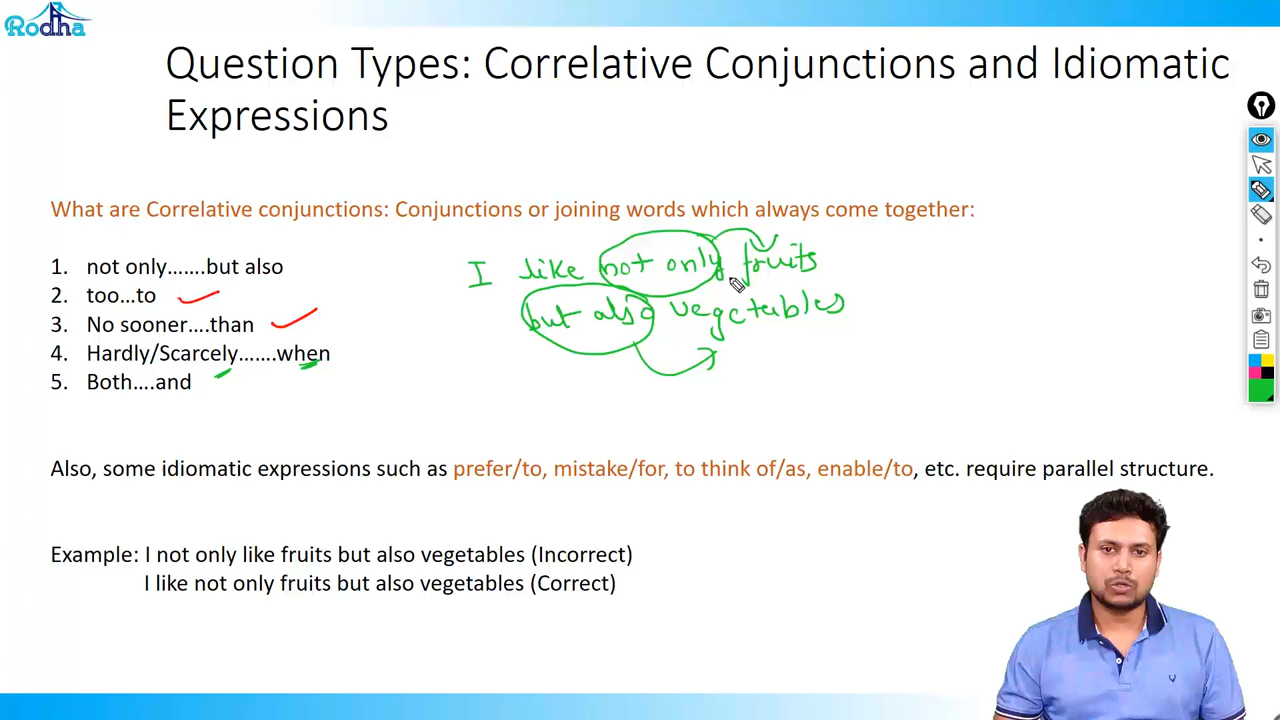 Rodha
Question Types: Correlative Conjunctions and Idiomatic
Expressions
What are Correlative conjunctions: Conjunctions or joining words which always come together:
1. not only.......but also
2. too...to
3. No sooner....than
4. Hardly/Scarcely.......when
5. Both....and
I like not only fruits
but also vegetables
Also, some idiomatic expressions such as prefer/to, mistake/for, to think of/as, enable/to, etc. require parallel structure.
Example: I not only like fruits but also vegetables (Incorrect)
I like not only fruits but also vegetables (Correct)